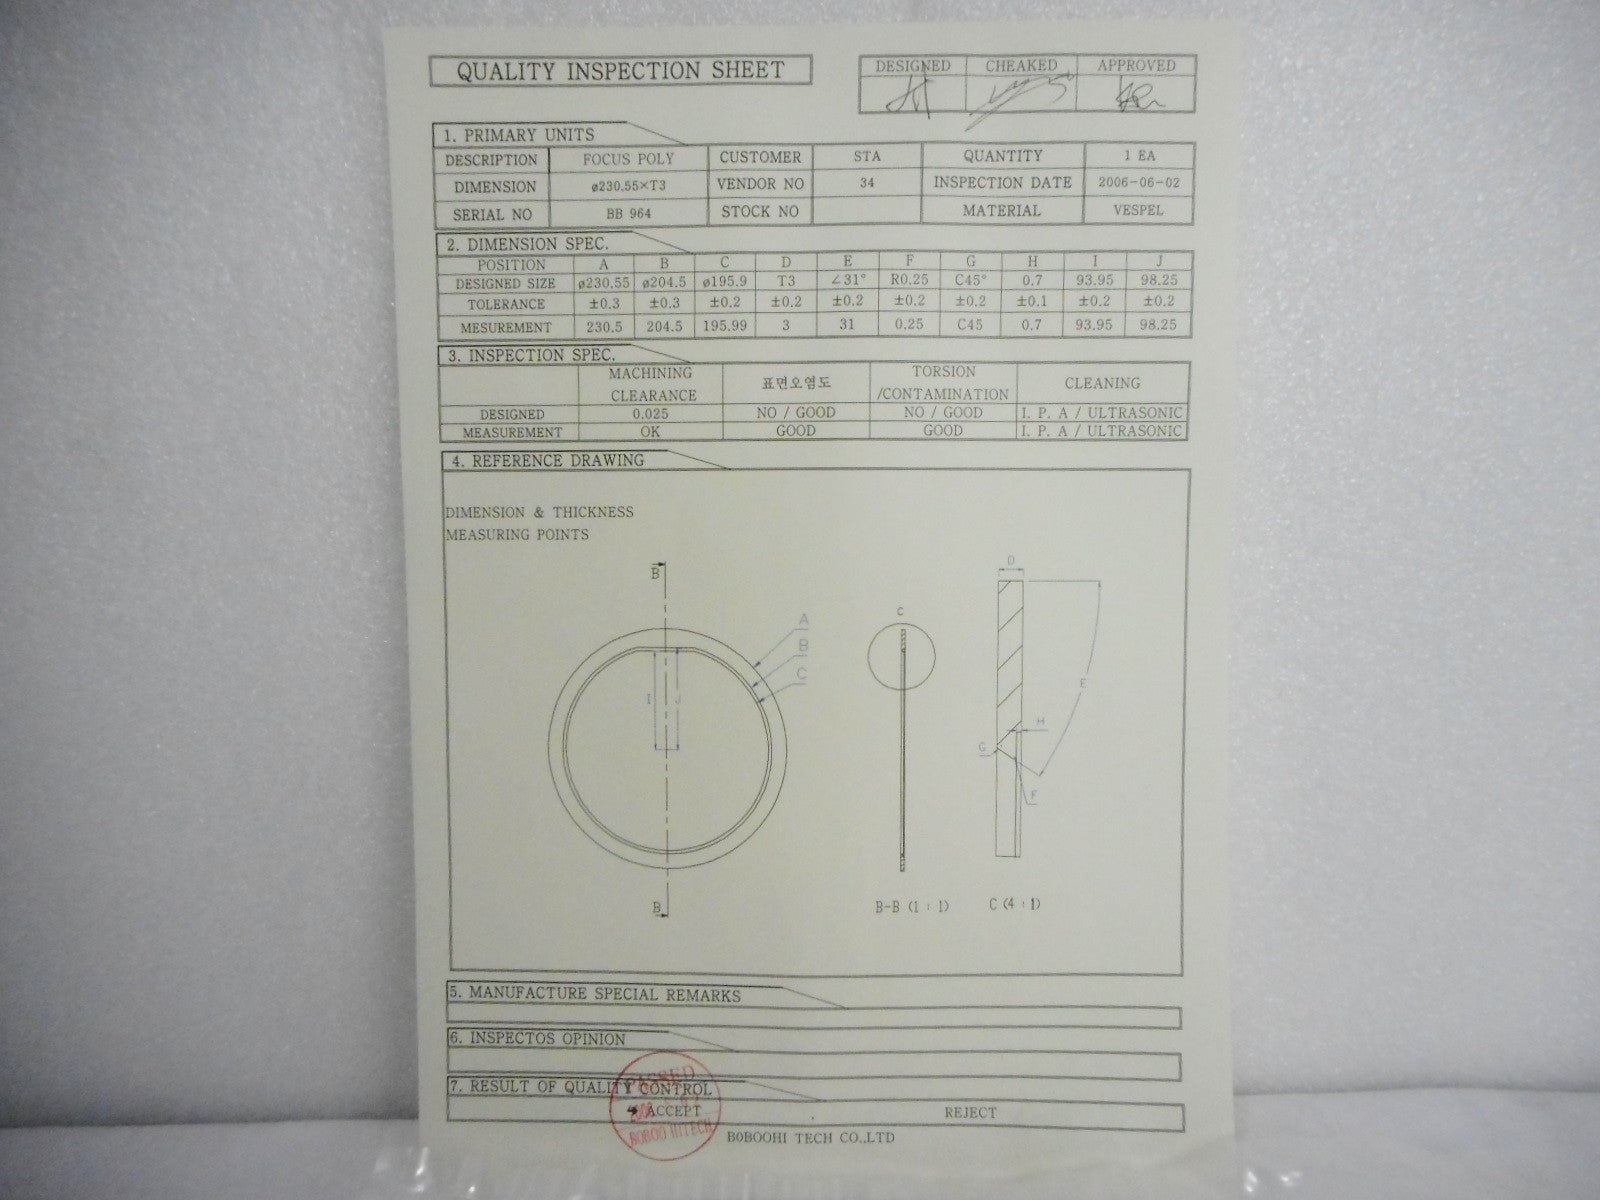 QUALITY INSPECTION SHEET
DESIGNED CHEAKED APPROVED
1. PRIMARY UNITS
DESCRIPTION FOCUS POLY CUSTOMER STA QUANTITY 1 EA
DIMENSION ø230.55×T3 VENDOR NO 34 INSPECTION DATE 2006-06-02
SERIAL NO BB 964 STOCK NO MATERIAL VESPEL
2. DIMENSION SPEC.
POSITION A B C D E F G H I J
DESIGNED SIZE ø230.55 ø204.5 ø195.9 T3 ∠31° R0.25 C45° 0.7 93.95 98.25
TOLERANCE ±0.3 ±0.3 ±0.2 ±0.2 ±0.2 ±0.2 ±0.2 ±0.1 ±0.2 ±0.2
MESUREMENT 230.5 204.5 195.99 3 31 0.25 C45 0.7 93.95 98.25
3. INSPECTION SPEC.
MACHINING CLEARANCE 표면오염도 TORSION /CONTAMINATION CLEANING
DESIGNED 0.025 NO / GOOD NO / GOOD I. P. A / ULTRASONIC
MEASUREMENT OK GOOD GOOD I. P. A / ULTRASONIC
4. REFERENCE DRAWING
DIMENSION & THICKNESS
MEASURING POINTS
B
A
B
C
I J
B
C
B-B (1 : 1)
D
E
H
G
F
C (4 : 1)
5. MANUFACTURE SPECIAL REMARKS
6. INSPECTOS OPINION
7. RESULT OF QUALITY CONTROL
ACCEPT REJECT
PASSED
BOBOO HITECH
BOBOOHI TECH CO.,LTD